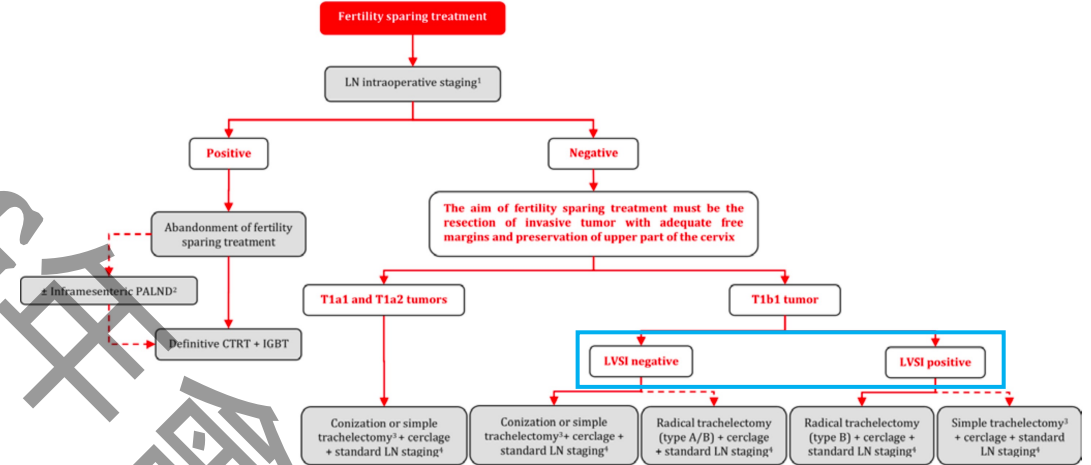 Fertility sparing treatment
LN intraoperative staging¹
Positive
Negative
Abandonment of fertility
sparing treatment
The aim of fertility sparing treatment must be the
resection of invasive tumor with adequate free
margins and preservation of upper part of the cervix
± Inframesenteric PALND²
Definitive CTRT + IGBT
T1a1 and T1a2 tumors
T1b1 tumor
LVSI negative
LVSI positive
Conization or simple
trachelectomy³ + cerclage
+ standard LN staging⁴
Conization or simple
trachelectomy³+ cerclage +
standard LN staging⁴
Radical trachelectomy
(type A/B) + cerclage
+ standard LN staging⁴
Radical trachelectomy
(type B) + cerclage +
standard LN staging⁴
Simple trachelectomy³
+ cerclage + standard
LN staging⁴